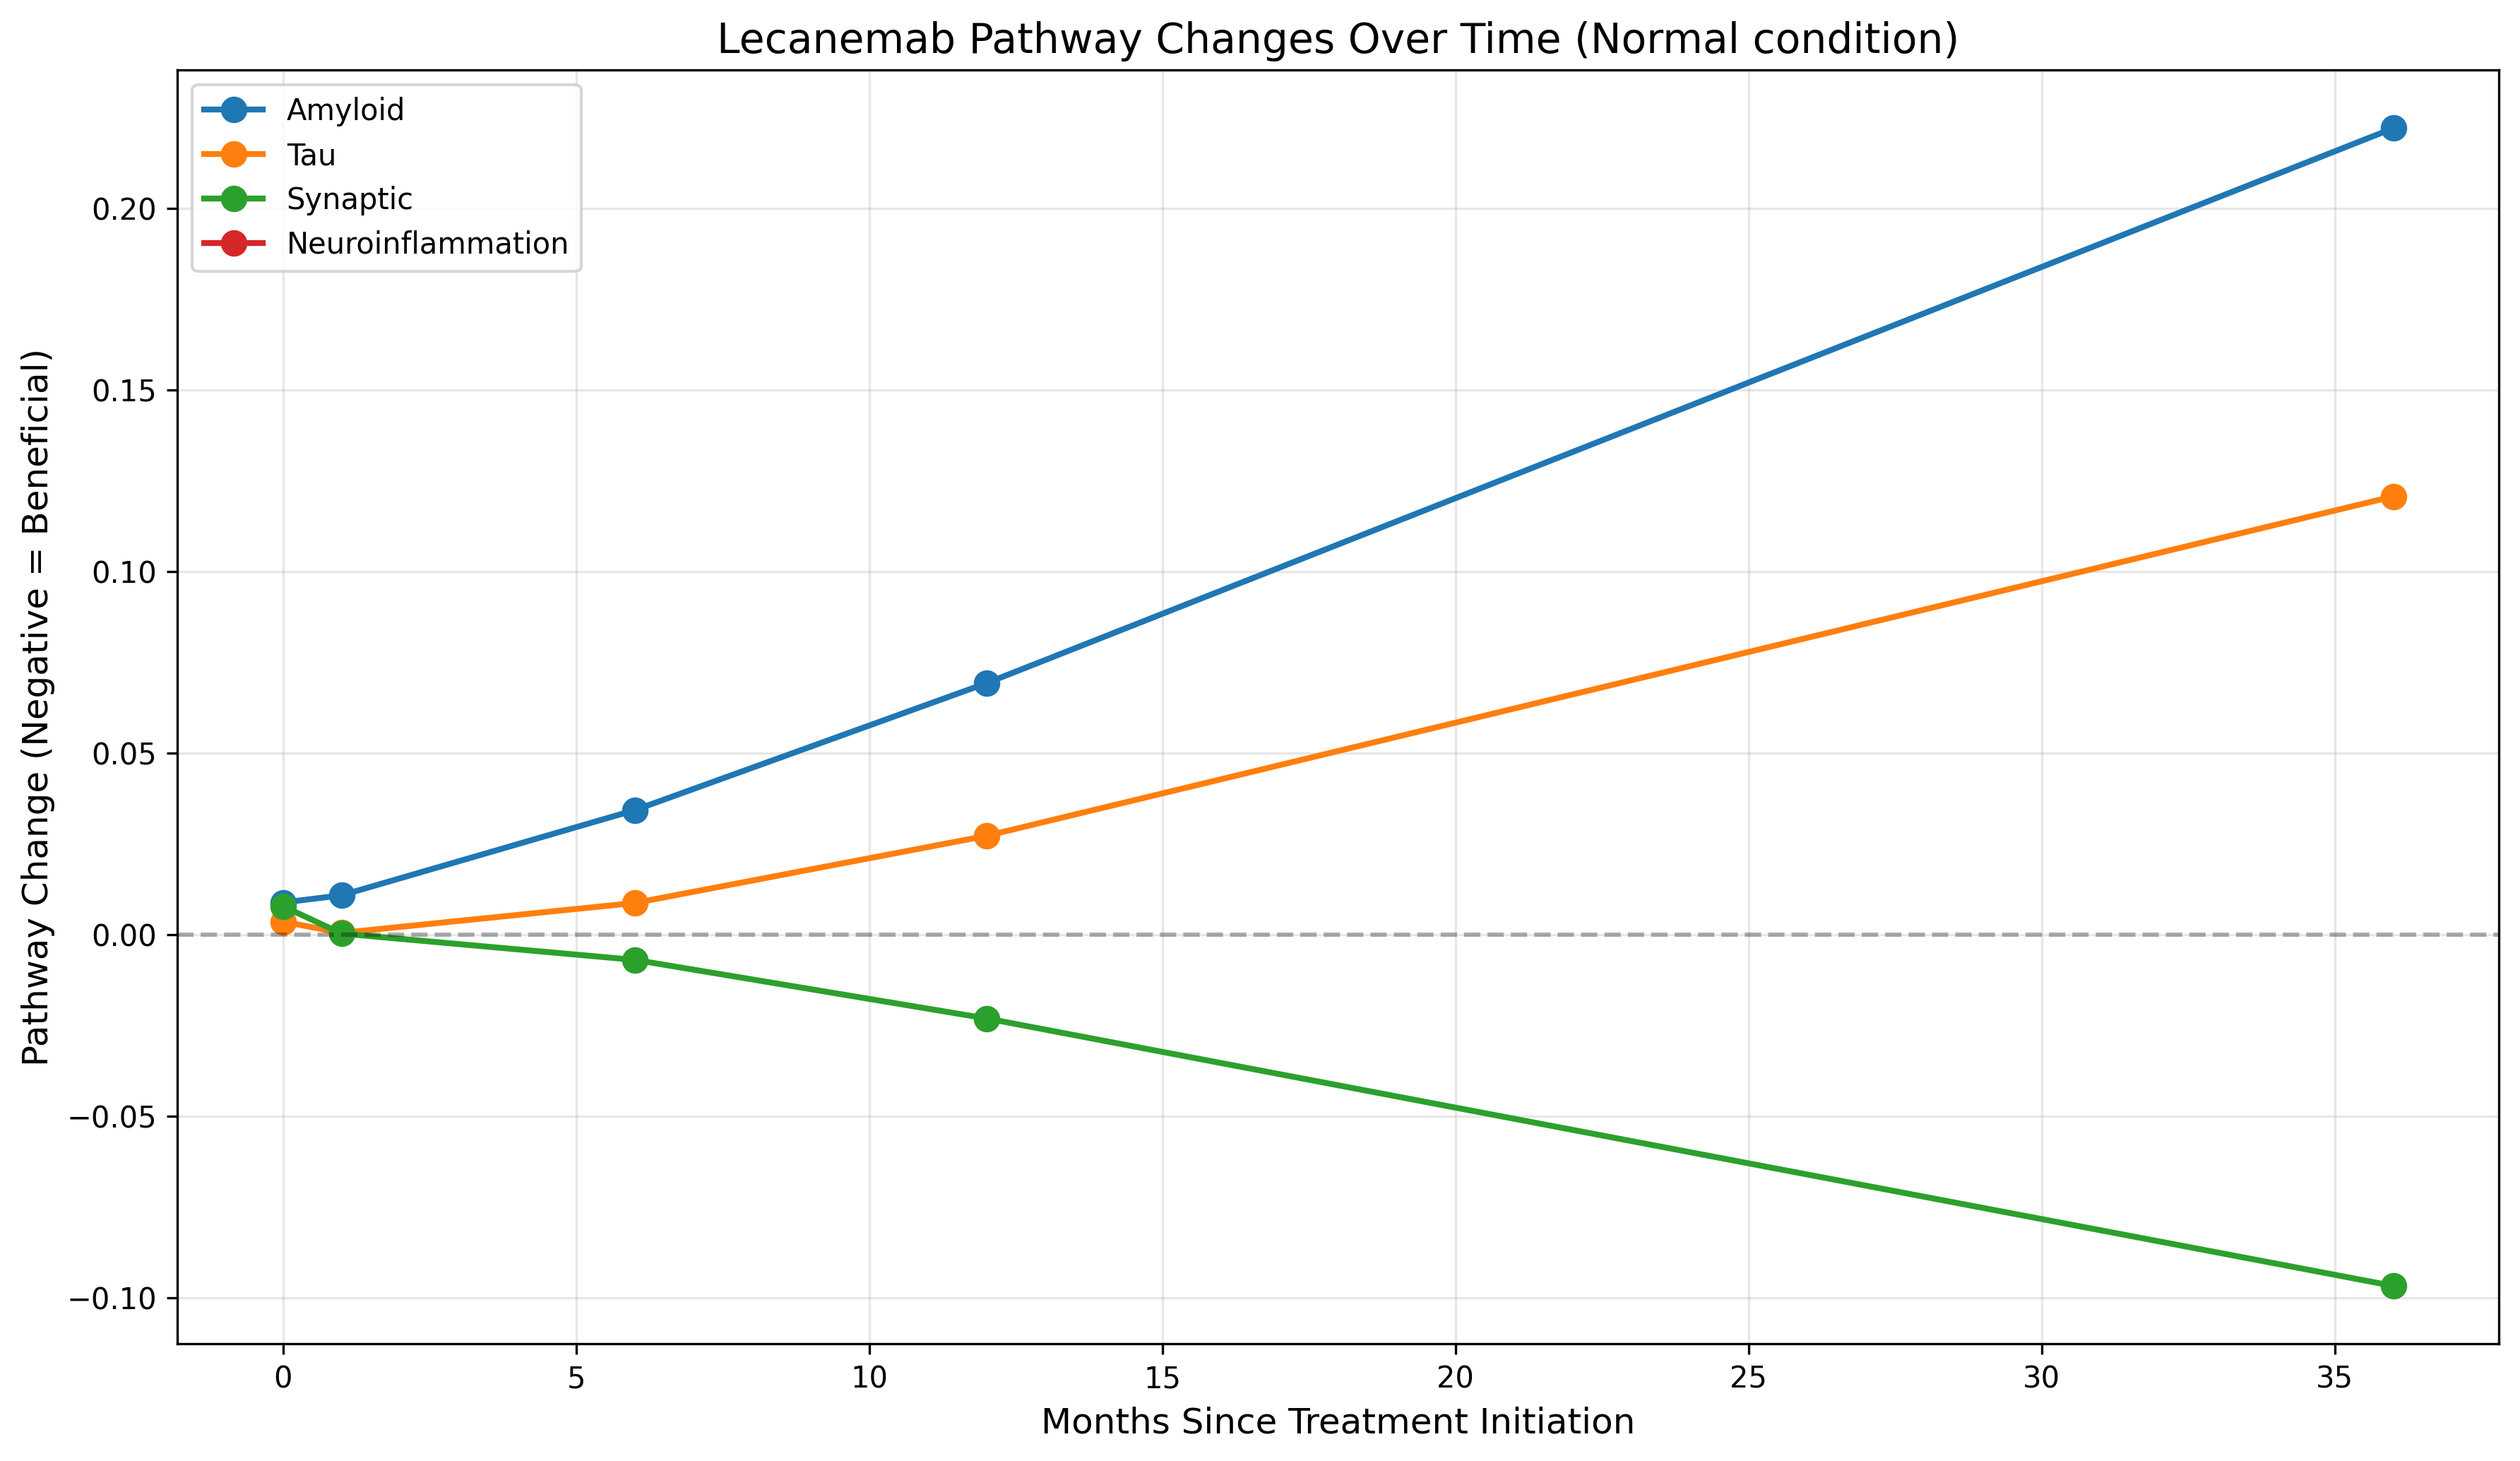 Lecanemab Pathway Changes Over Time (Normal condition)
Amyloid
Tau
Synaptic
Neuroinflammation
Pathway Change (Negative = Beneficial)
0.20
0.15
0.10
0.05
0.00
−0.05
−0.10
0 5 10 15 20 25 30 35
Months Since Treatment Initiation